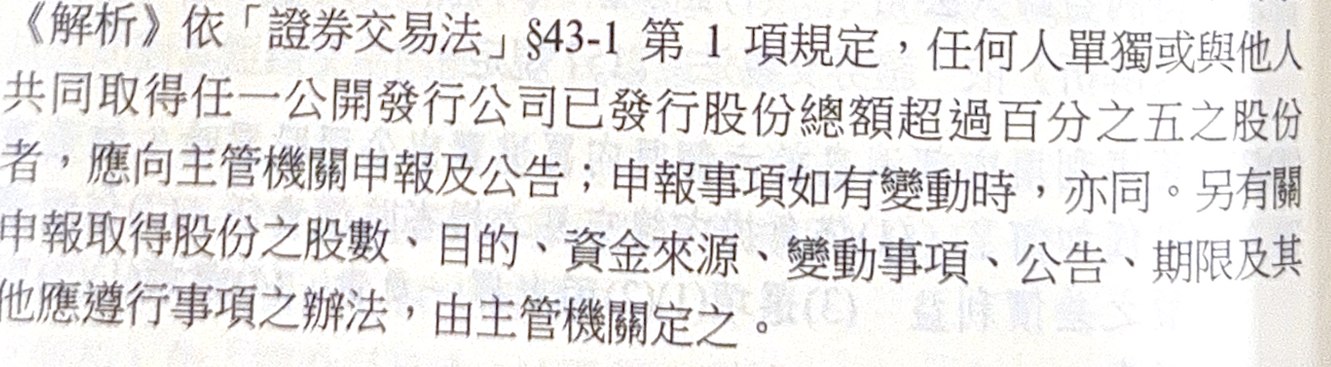 《解析》依「證券交易法」§43-1 第 1 項規定，任何人單獨或與他人
共同取得任一公開發行公司已發行股份總額超過百分之五之股份
者，應向主管機關申報及公告；申報事項如有變動時，亦同。另有關
申報取得股份之股數、目的、資金來源、變動事項、公告、期限及其
他應遵行事項之辦法，由主管機關定之。